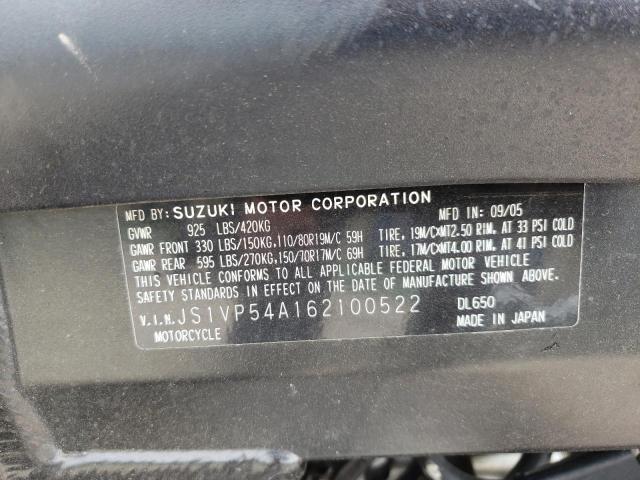 MFD BY: SUZUKI MOTOR CORPORATION MFD IN: 09/05
GVWR 925 LBS/420KG
GAWR FRONT 330 LBS/150KG,110/80R19M/C 59H TIRE, 19M/CXMT2.50 RIM, AT 33 PSI COLD
GAWR REAR 595 LBS/270KG,150/70R17M/C 69H TIRE, 17M/CXMT4.00 RIM, AT 41 PSI COLD
THIS VEHICLE CONFORMS TO ALL APPLICABLE FEDERAL MOTOR VEHICLE
SAFETY STANDARDS IN EFFECT ON THE DATE OF MANUFACTURE SHOWN ABOVE.
V.I.N. JS1VP54A162100522 DL650
MOTORCYCLE MADE IN JAPAN